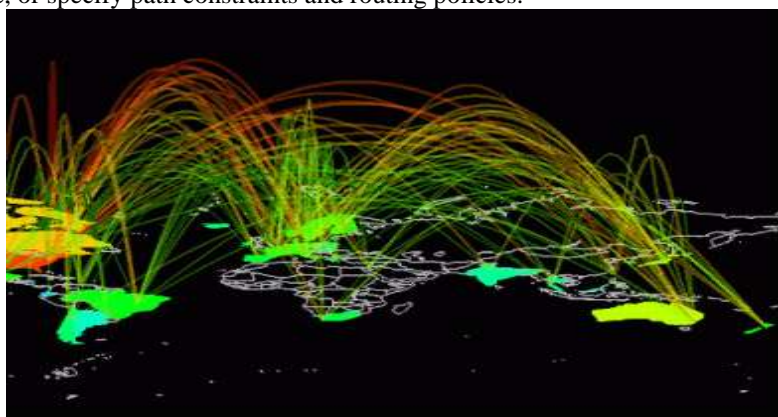 or specify path constraints and routing policies.